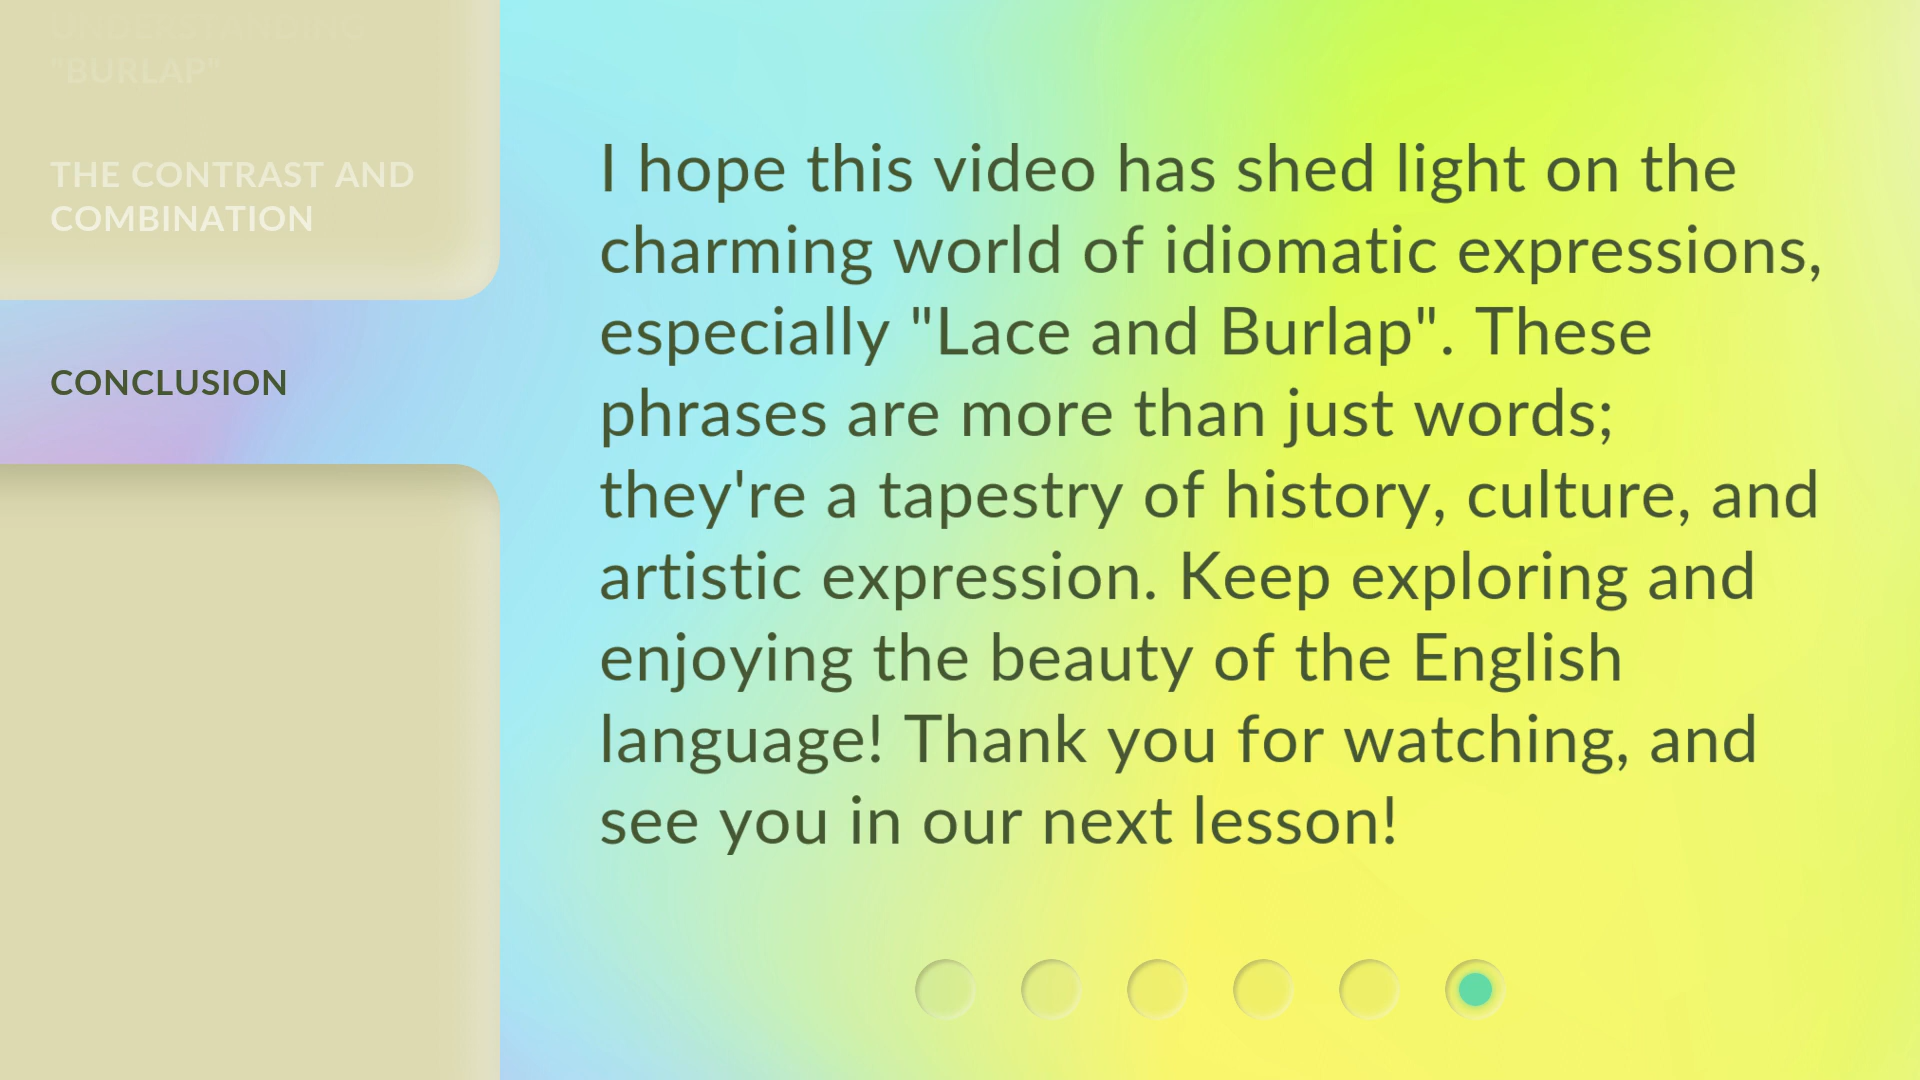 UNDERSTANDING
"BURLAP"
THE CONTRAST AND
COMBINATION
CONCLUSION
I hope this video has shed light on the
charming world of idiomatic expressions,
especially "Lace and Burlap". These
phrases are more than just words;
they're a tapestry of history, culture, and
artistic expression. Keep exploring and
enjoying the beauty of the English
language! Thank you for watching, and
see you in our next lesson!